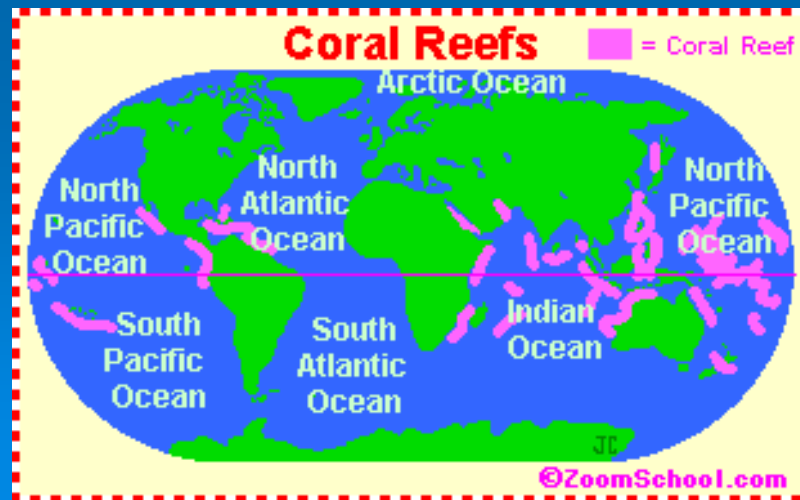 Coral Reefs
= Coral Reef
Arctic Ocean
North
Pacific
Ocean
North
Atlantic
Ocean
North
Pacific
Ocean
South
Pacific
Ocean
South
Atlantic
Ocean
Indian
Ocean
JC
©ZoomSchool.com